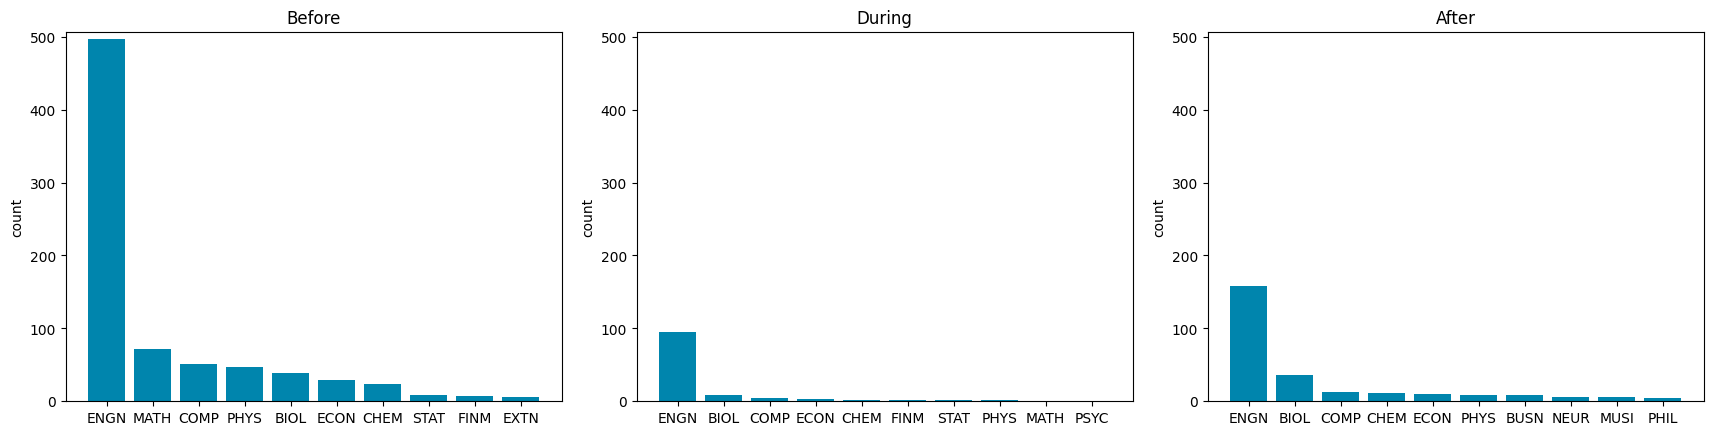 Before
500
400
300
200
100
0
count
ENGN MATH COMP PHYS BIOL ECON CHEM STAT FINM EXTN
During
500
400
300
200
100
0
count
ENGN BIOL COMP ECON CHEM FINM STAT PHYS MATH PSYC
After
500
400
300
200
100
0
count
ENGN BIOL COMP CHEM ECON PHYS BUSN NEUR MUSI PHIL